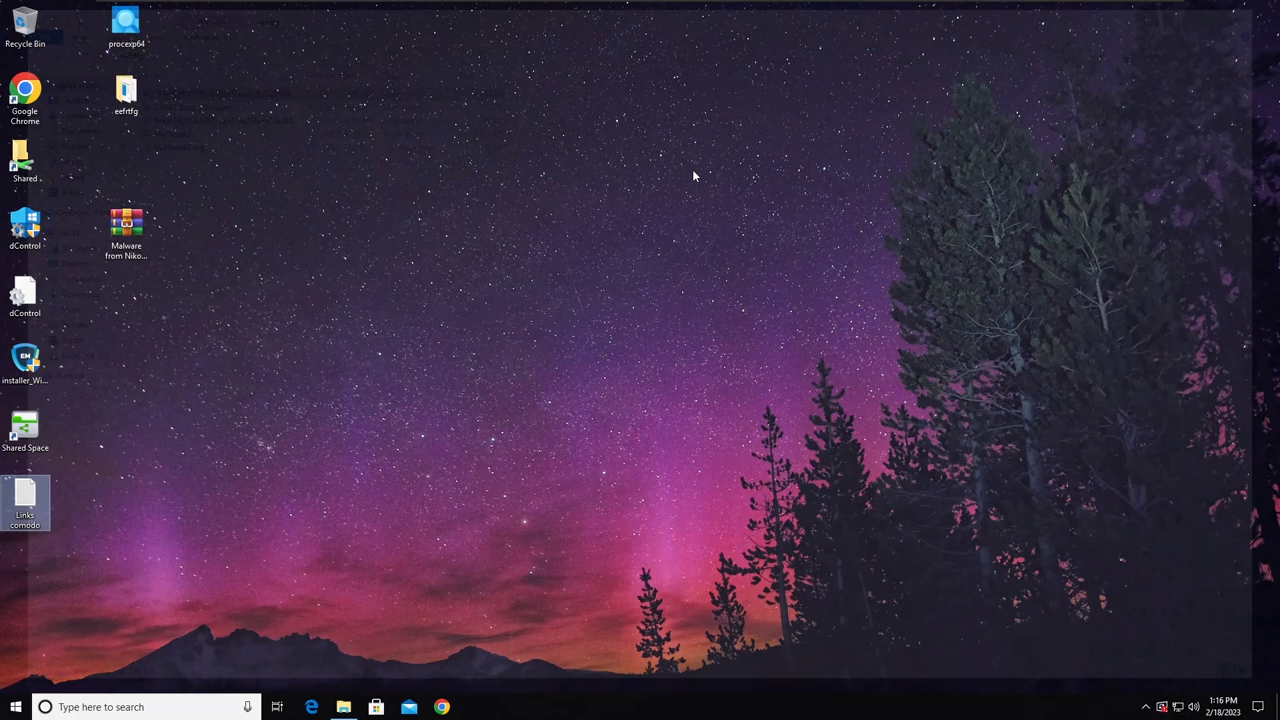 Recycle Bin
procexp64
Google
Chrome
eefrtfg
Shared
dControl
Malware
from Niko...
dControl
installer_Wi...
Shared Space
Links
comodo
Type here to search
1:16 PM
2/18/2023